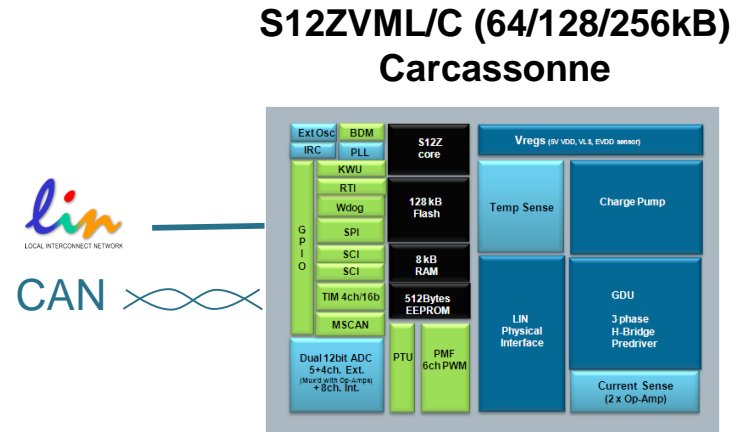 S12ZVML/C (64/128/256kB)
Carcassonne
Ext Osc
BDM
IRC
PLL
KWU
RTI
Wdog
SPI
SCI
SCI
TIM 4ch/16b
MSCAN
G
P
I
O
Dual 12bit ADC
5+4ch. Ext.
(Mux'd with Op-Amps)
+ 8ch. Int.
S12Z
core
128 kB
Flash
8 kB
RAM
512Bytes
EEPROM
PTU
PMF
6ch PWM
Vregs (5V VDD, VLS, EVDD sensor)
Temp Sense
Charge Pump
LIN
Physical
Interface
GDU
3 phase
H-Bridge
Predriver
Current Sense
(2 x Op-Amp)
lin
LOCAL INTERCONNECT NETWORK
CAN